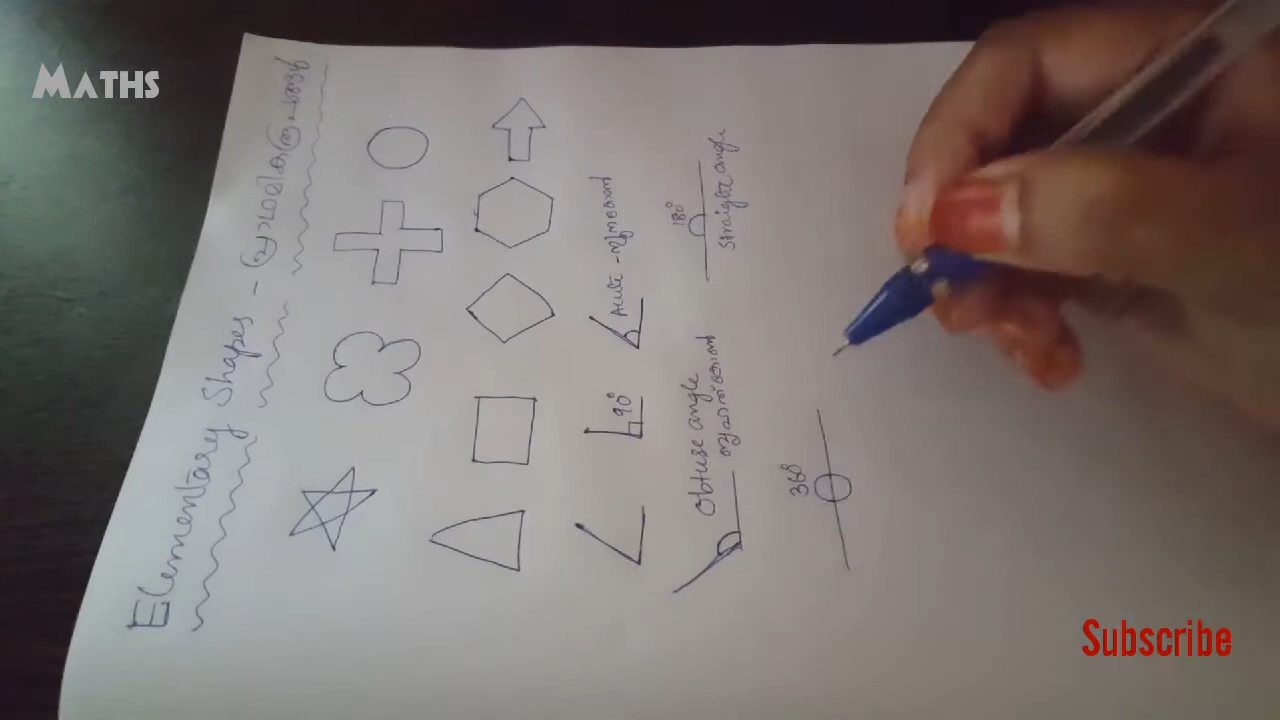 MATHS
Elementary Shapes -
90°
Acute -
Obtuse angle
180°
Straight angle
360
Subscribe